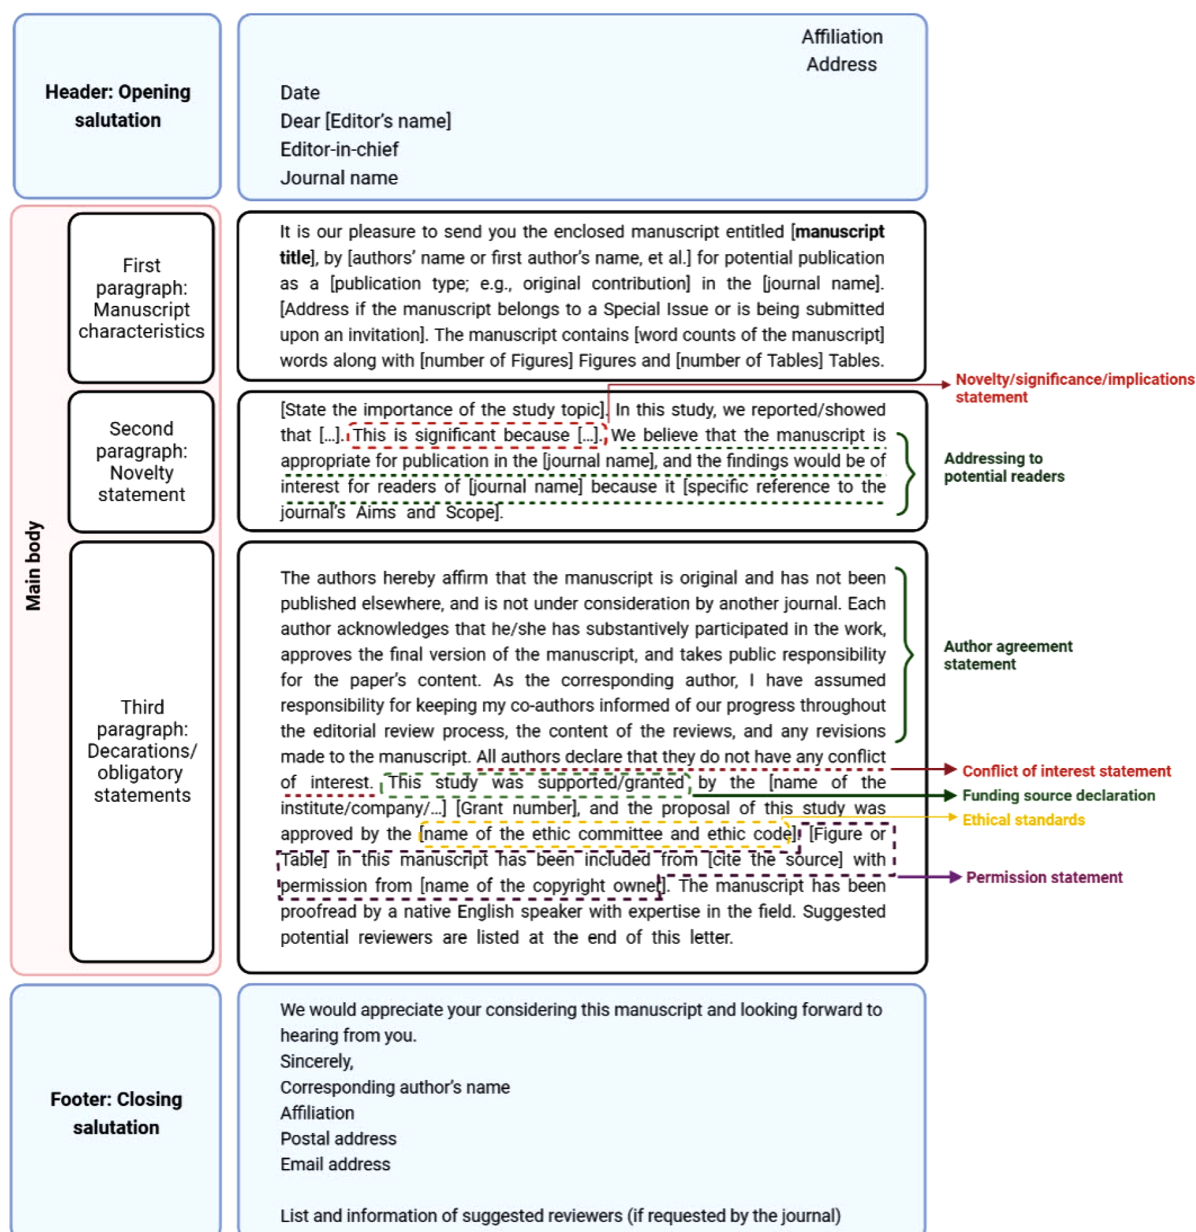 Header: Opening
salutation
Affiliation
Address
Date
Dear [Editor's name]
Editor-in-chief
Journal name
Main body
First
paragraph:
Manuscript
characteristics
It is our pleasure to send you the enclosed manuscript entitled [manuscript
title], by [authors' name or first author's name, et al.] for potential publication
as a [publication type; e.g., original contribution] in the [journal name].
[Address if the manuscript belongs to a Special Issue or is being submitted
upon an invitation]. The manuscript contains [word counts of the manuscript]
words along with [number of Figures] Figures and [number of Tables] Tables.
Second
paragraph:
Novelty
statement
[State the importance of the study topic]. In this study, we reported/showed
that [...]. This is significant because [...]. We believe that the manuscript is
appropriate for publication in the [journal name], and the findings would be of
interest for readers of [journal name] because it [specific reference to the
journal's Aims and Scope].
Novelty/significance/implications
statement
Addressing to
potential readers
Third
paragraph:
Decarations/
obligatory
statements
The authors hereby affirm that the manuscript is original and has not been
published elsewhere, and is not under consideration by another journal. Each
author acknowledges that he/she has substantively participated in the work,
approves the final version of the manuscript, and takes public responsibility
for the paper's content. As the corresponding author, I have assumed
responsibility for keeping my co-authors informed of our progress throughout
the editorial review process, the content of the reviews, and any revisions
made to the manuscript. All authors declare that they do not have any conflict
of interest. This study was supported/granted by the [name of the
institute/company/...] [Grant number], and the proposal of this study was
approved by the [name of the ethic committee and ethic code]. [Figure or
Table] in this manuscript has been included from [cite the source] with
permission from [name of the copyright owner]. The manuscript has been
proofread by a native English speaker with expertise in the field. Suggested
potential reviewers are listed at the end of this letter.
Author agreement
statement
Conflict of interest statement
Funding source declaration
Ethical standards
Permission statement
Footer: Closing
salutation
We would appreciate your considering this manuscript and looking forward to
hearing from you.
Sincerely,
Corresponding author's name
Affiliation
Postal address
Email address
List and information of suggested reviewers (if requested by the journal)